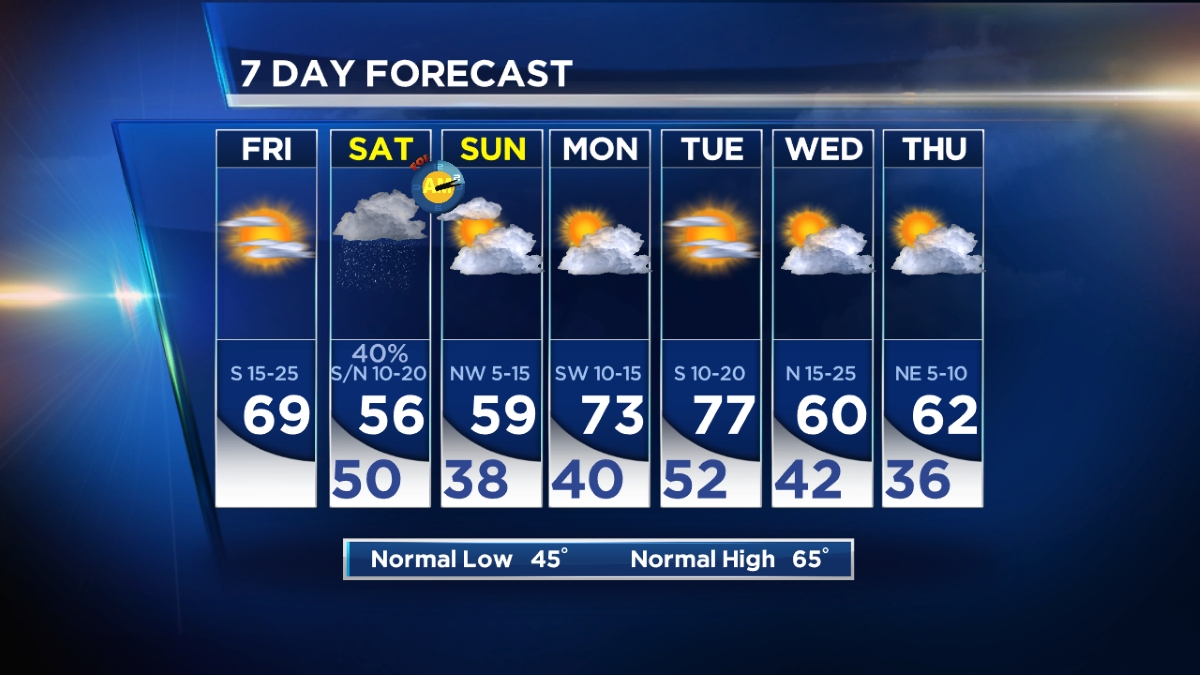 7 DAY FORECAST
FRI SAT SUN MON TUE WED THU
AM
40%
S 15-25 S/N 10-20 NW 5-15 SW 10-15 S 10-20 N 15-25 NE 5-10
69 56 59 73 77 60 62
50 38 40 52 42 36
Normal Low 45° Normal High 65°